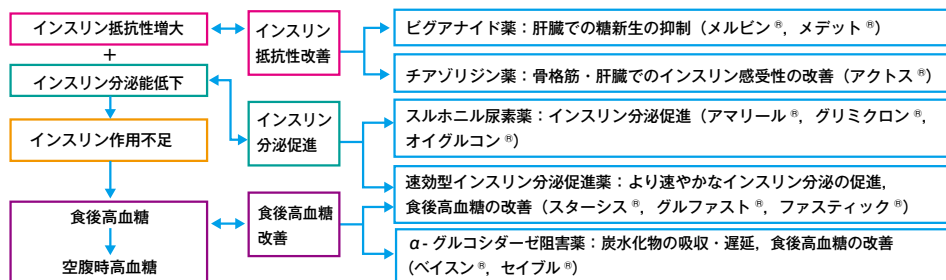 インスリン抵抗性増大
+
インスリン分泌能低下
インスリン作用不足
食後高血糖
空腹時高血糖
インスリン
抵抗性改善
インスリン
分泌促進
食後高血糖
改善
ビグアナイド薬：肝臓での糖新生の抑制（メルビン®，メデット®）
チアゾリジン薬：骨格筋・肝臓でのインスリン感受性の改善（アクトス®）
スルホニル尿素薬：インスリン分泌促進（アマリール®，グリミクロン®，
オイグルコン®）
速効型インスリン分泌促進薬：より速やかなインスリン分泌の促進，
食後高血糖の改善（スターシス®，グルファスト®，ファスティック®）
α-グルコシダーゼ阻害薬：炭水化物の吸収・遅延，食後高血糖の改善
（ベイスン®，セイブル®）